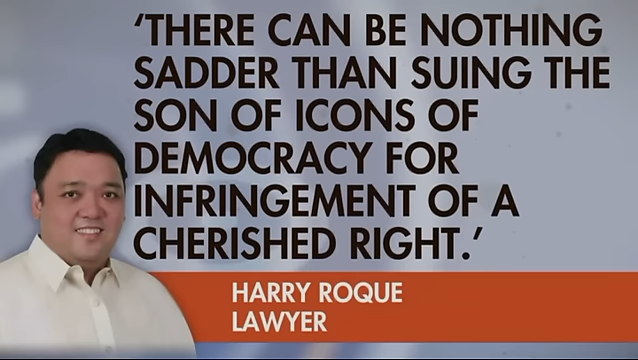 ‘THERE CAN BE NOTHING
SADDER THAN SUING THE
SON OF ICONS OF
DEMOCRACY FOR
INFRINGEMENT OF A
CHERISHED RIGHT.’
HARRY ROQUE
LAWYER